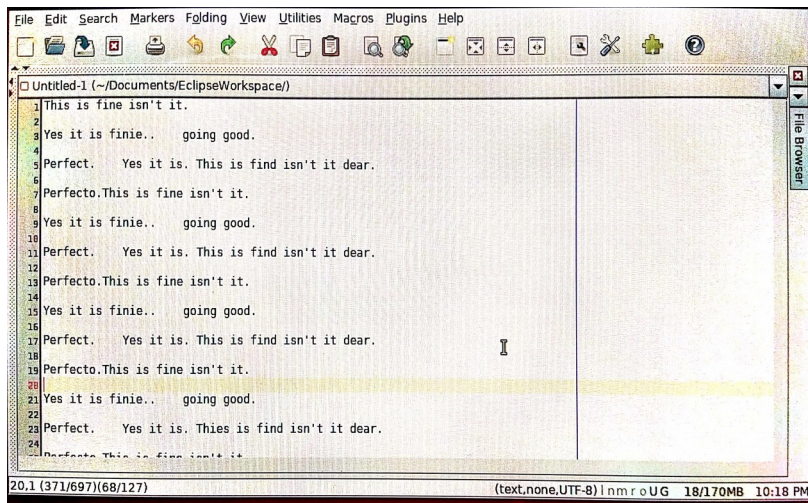 File Edit Search Markers Folding View Utilities Macros Plugins Help
Untitled-1 (~/Documents/EclipseWorkspace/)
File Browser
1 This is fine isn't it.
2
3 Yes it is finie..    going good.
4
5 Perfect.    Yes it is. This is find isn't it dear.
6
7 Perfecto.This is fine isn't it.
8
9 Yes it is finie..    going good.
10
11 Perfect.    Yes it is. This is find isn't it dear.
12
13 Perfecto.This is fine isn't it.
14
15 Yes it is finie..    going good.
16
17 Perfect.    Yes it is. This is find isn't it dear.
18
19 Perfecto.This is fine isn't it.
20
21 Yes it is finie..    going good.
22
23 Perfect.    Yes it is. Thies is find isn't it dear.
24
Perfecto This is fine isn't it
20,1 (371/697)(68/127) (text,none,UTF-8) l n m r o U G 18/170MB 10:18 PM